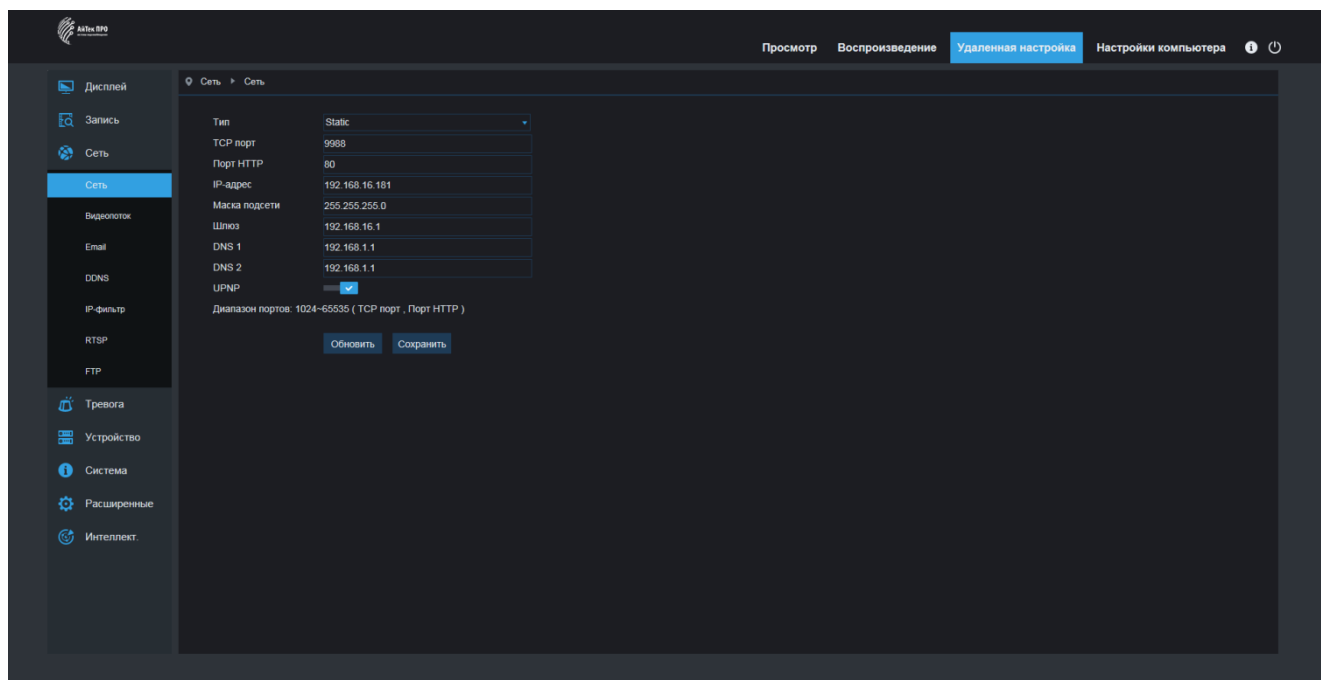 АйТек ПРО
Просмотр Воспроизведение Удаленная настройка Настройки компьютера
Дисплей
Запись
Сеть
Сеть
Видеопоток
Email
DDNS
IP-фильтр
RTSP
FTP
Тревога
Устройство
Система
Расширенные
Интеллект.
Сеть Сеть
Тип Static
TCP порт 9988
Порт HTTP 80
IP-адрес 192.168.16.181
Маска подсети 255.255.255.0
Шлюз 192.168.16.1
DNS 1 192.168.1.1
DNS 2 192.168.1.1
UPNP
Диапазон портов: 1024~65535 ( TCP порт , Порт HTTP )
Обновить Сохранить